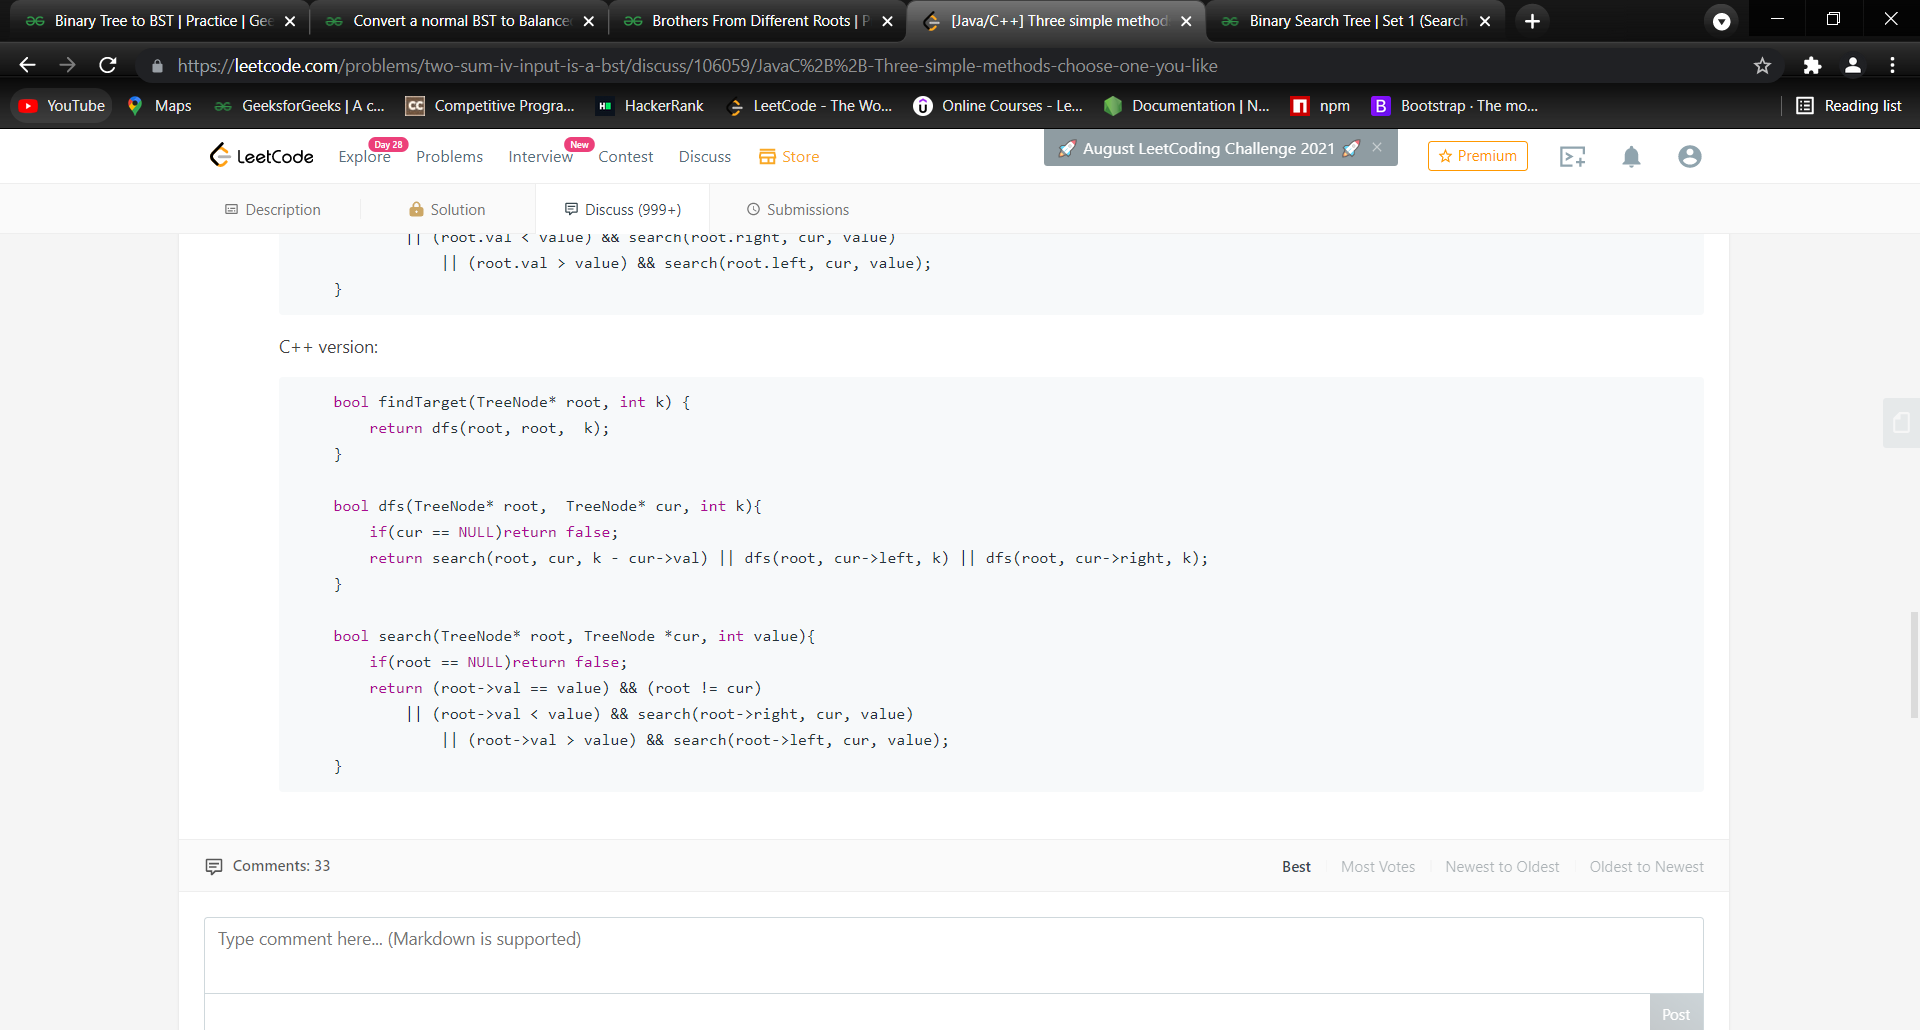 Binary Tree to BST | Practice | Gee
Convert a normal BST to Balance
Brothers From Different Roots | P
[Java/C++] Three simple method
Binary Search Tree | Set 1 (Search
https://leetcode.com/problems/two-sum-iv-input-is-a-bst/discuss/106059/JavaC%2B%2B-Three-simple-methods-choose-one-you-like
YouTube
Maps
GeeksforGeeks | A c...
CC
Competitive Progra...
HackerRank
LeetCode - The Wo...
Online Courses - Le...
Documentation | N...
npm
B
Bootstrap · The mo...
Reading list
LeetCode
Explore
Day 28
Problems
Interview
New
Contest
Discuss
Store
🚀 August LeetCoding Challenge 2021 🚀
Premium
Description
Solution
Discuss (999+)
Submissions
|| (root.val < value) && search(root.right, cur, value)
|| (root.val > value) && search(root.left, cur, value);
}
C++ version:
bool findTarget(TreeNode* root, int k) {
return dfs(root, root,  k);
}
bool dfs(TreeNode* root,  TreeNode* cur, int k){
if(cur == NULL)return false;
return search(root, cur, k - cur->val) || dfs(root, cur->left, k) || dfs(root, cur->right, k);
}
bool search(TreeNode* root, TreeNode *cur, int value){
if(root == NULL)return false;
return (root->val == value) && (root != cur)
|| (root->val < value) && search(root->right, cur, value)
|| (root->val > value) && search(root->left, cur, value);
}
Comments: 33
Best
Most Votes
Newest to Oldest
Oldest to Newest
Type comment here... (Markdown is supported)
Post